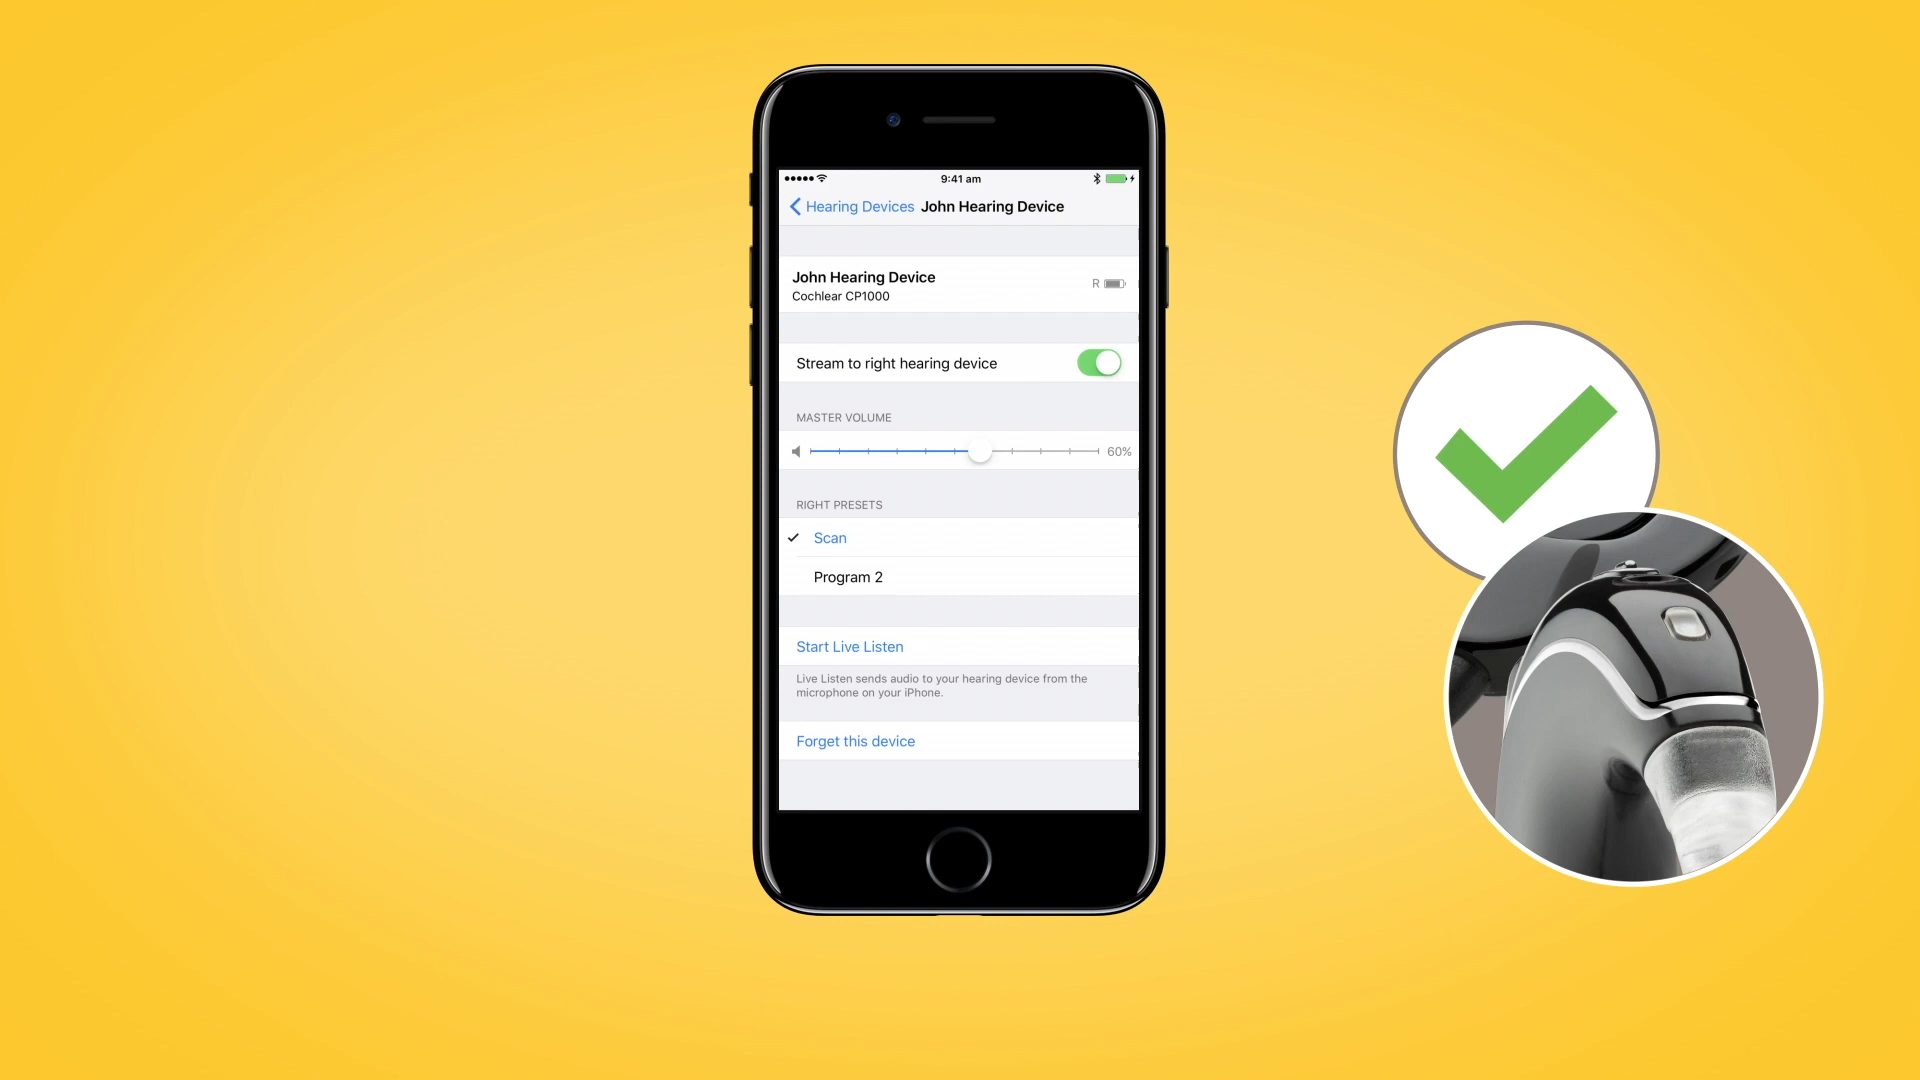 9:41 am
Hearing Devices John Hearing Device
John Hearing Device
Cochlear CP1000
R
Stream to right hearing device
MASTER VOLUME
60%
RIGHT PRESETS
Scan
Program 2
Start Live Listen
Live Listen sends audio to your hearing device from the
microphone on your iPhone.
Forget this device